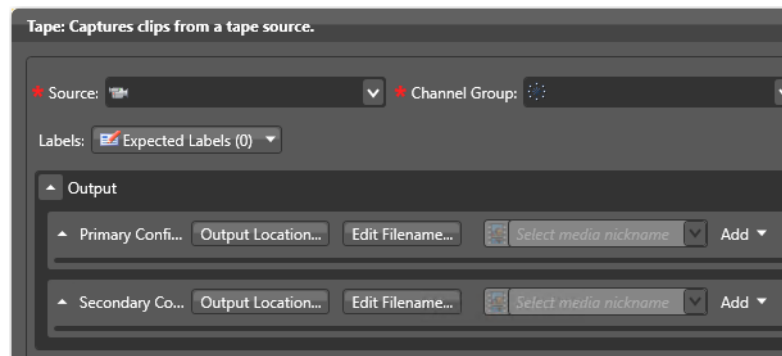 Tape: Captures clips from a tape source.
* Source: * Channel Group:
Labels: Expected Labels (0)
Output
Primary Confi... Output Location... Edit Filename... Select media nickname Add
Secondary Co... Output Location... Edit Filename... Select media nickname Add